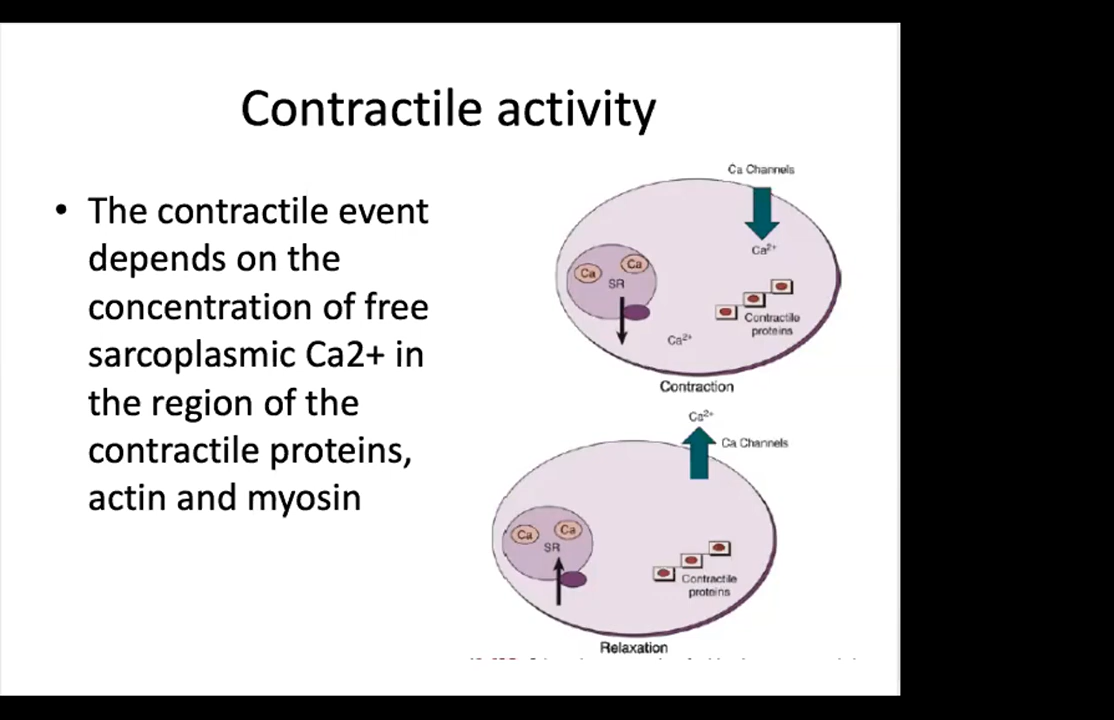 Contractile activity
• The contractile event
depends on the
concentration of free
sarcoplasmic Ca2+ in
the region of the
contractile proteins,
actin and myosin
Ca Channels
Ca²⁺
Ca
Ca
SR
Contractile
proteins
Ca²⁺
Contraction
Ca²⁺
Ca Channels
Ca
Ca
SR
Contractile
proteins
Relaxation